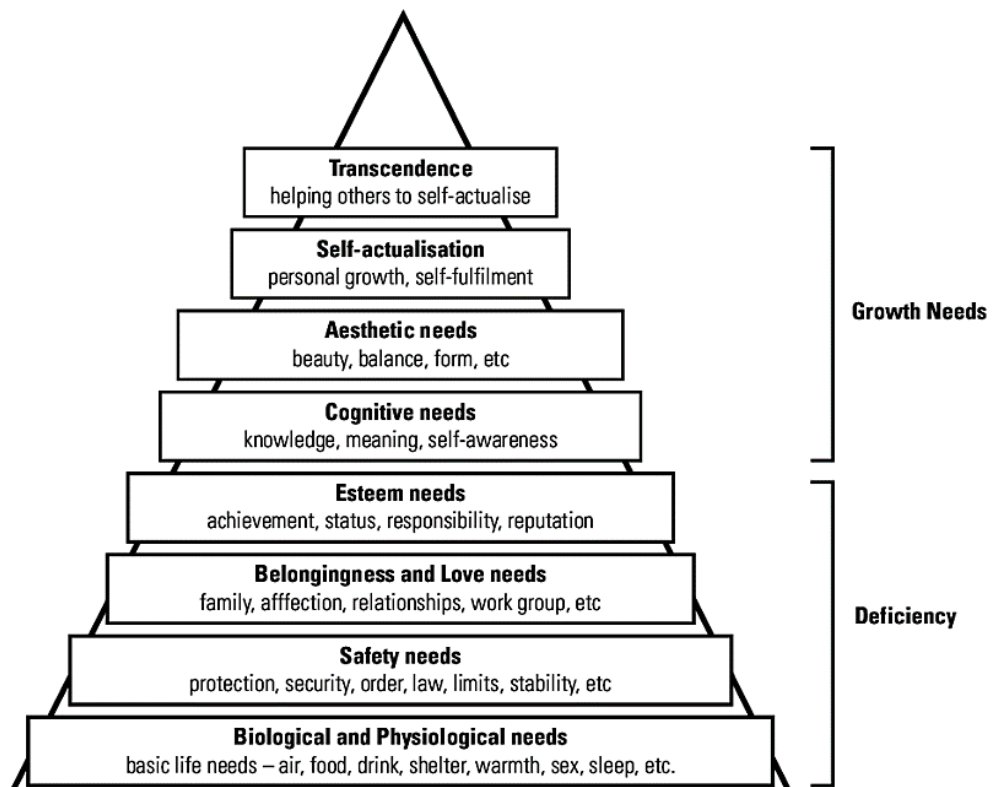 Transcendence
helping others to self-actualise
Self-actualisation
personal growth, self-fulfilment
Aesthetic needs
beauty, balance, form, etc
Cognitive needs
knowledge, meaning, self-awareness
Esteem needs
achievement, status, responsibility, reputation
Belongingness and Love needs
family, afffection, relationships, work group, etc
Safety needs
protection, security, order, law, limits, stability, etc
Biological and Physiological needs
basic life needs – air, food, drink, shelter, warmth, sex, sleep, etc.
Growth Needs
Deficiency